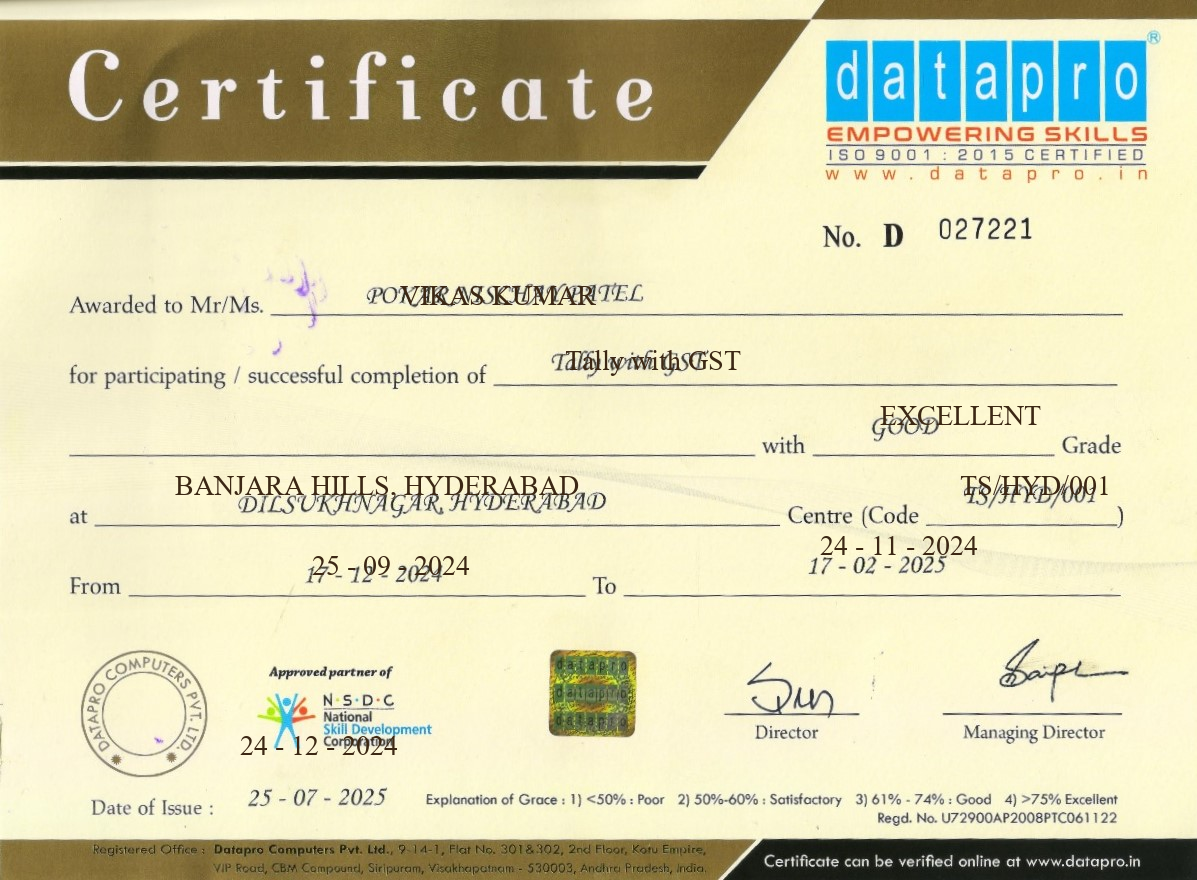 Certificate
datapro®
EMPOWERING SKILLS
ISO 9001 : 2015 CERTIFIED
www.datapro.in
No. D 027221
Awarded to Mr/Ms. VIKAS KUMAR PATEL
for participating / successful completion of Tally with GST Tally with GST
EXCELLENT
with GOOD Grade
BANJARA HILLS, HYDERABAD TS/HYD/001
at DILSUKHNAGAR, HYDERABAD Centre (Code TS/HYD/001)
25 - 09 - 2024 24 - 11 - 2024
From 17 - 12 - 2024 To 17 - 02 - 2025
DATAPRO COMPUTERS PVT. LTD.
Approved partner of
N·S·D·C
National
Skill Development
Corporation
24 - 12 - 2024
datapro
datapro
datapro
Director
Managing Director
Date of Issue : 25 - 07 - 2025
Explanation of Grace : 1) <50% : Poor 2) 50%-60% : Satisfactory 3) 61% - 74% : Good 4) >75% Excellent
Regd. No. U72900AP2008PTC061122
Registered Office : Datapro Computers Pvt. Ltd., 9-14-1, Flat No. 301&302, 2nd Floor, Kotu Empire,
VIP Road, CBM Compound, Siripuram, Visakhapatnam - 530003, Andhra Pradesh, India.
Certificate can be verified online at www.datapro.in